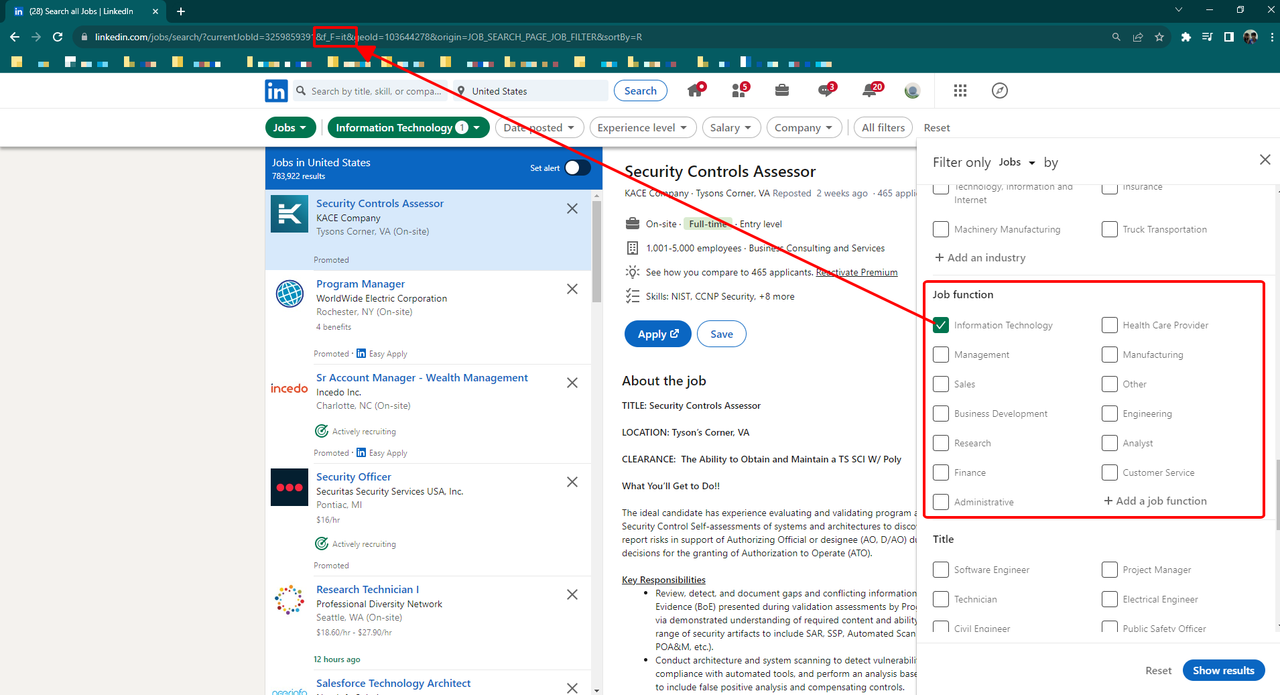 (28) Search all Jobs | LinkedIn
linkedin.com/jobs/search/?currentJobId=3259859391&f_F=it&geoId=103644278&origin=JOB_SEARCH_PAGE_JOB_FILTER&sortBy=R
in
Search by title, skill, or compa...
United States
Search
5
3
20
Jobs
Information Technology 1
Date posted
Experience level
Salary
Company
All filters
Reset
Jobs in United States
783,922 results
Set alert
Security Controls Assessor
KACE Company
Tysons Corner, VA (On-site)
Promoted
Program Manager
WorldWide Electric Corporation
Rochester, NY (On-site)
4 benefits
Promoted · in Easy Apply
incedo
Sr Account Manager - Wealth Management
Incedo Inc.
Charlotte, NC (On-site)
Actively recruiting
Promoted · in Easy Apply
Security Officer
Securitas Security Services USA, Inc.
Pontiac, MI
$16/hr
Actively recruiting
Promoted
Research Technician I
Professional Diversity Network
Seattle, WA (On-site)
$18.60/hr - $27.90/hr
12 hours ago
Salesforce Technology Architect
Security Controls Assessor
KACE Company · Tysons Corner, VA Reposted 2 weeks ago · 465 appli
On-site · Full-time · Entry level
1,001-5,000 employees · Business Consulting and Services
See how you compare to 465 applicants. Reactivate Premium
Skills: NIST, CCNP Security, +8 more
Apply
Save
About the job
TITLE: Security Controls Assessor
LOCATION: Tyson's Corner, VA
CLEARANCE: The Ability to Obtain and Maintain a TS SCI W/ Poly
What You'll Get to Do!!
The ideal candidate has experience evaluating and validating program a
Security Control Self-assessments of systems and architectures to disco
report risks in support of Authorizing Official or designee (AO, D/AO) du
decisions for the granting of Authorization to Operate (ATO).
Key Responsibilities
Review, detect, and document gaps and conflicting information
Evidence (BoE) presented during validation assessments by Pro
via demonstrated understanding of required content and ability
range of security artifacts to include SAR, SSP, Automated Scan
POA&M, etc.).
Conduct architecture and system scanning to detect vulnerabili
compliance with automated tools, and perform an analysis base
to include false positive analysis and compensating controls.
Filter only Jobs by
Technology, Information and
Internet
Insurance
Machinery Manufacturing
Truck Transportation
+ Add an industry
Job function
Information Technology
Health Care Provider
Management
Manufacturing
Sales
Other
Business Development
Engineering
Research
Analyst
Finance
Customer Service
Administrative
+ Add a job function
Title
Software Engineer
Project Manager
Technician
Electrical Engineer
Civil Engineer
Public Safety Officer
Reset
Show results